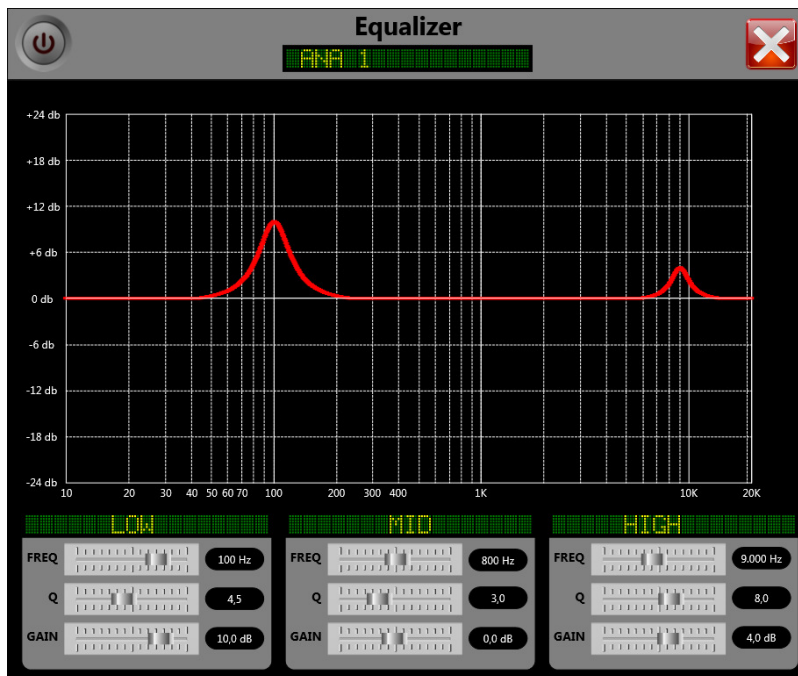 Equalizer
ANA 1
+24 db
+18 db
+12 db
+6 db
0 db
-6 db
-12 db
-18 db
-24 db
10 20 30 40 50 60 70 100 200 300 400 1K 10K 20K
LOW MID HIGH
FREQ 100 Hz FREQ 800 Hz FREQ 9.000 Hz
Q 4,5 Q 3,0 Q 8,0
GAIN 10,0 dB GAIN 0,0 dB GAIN 4,0 dB